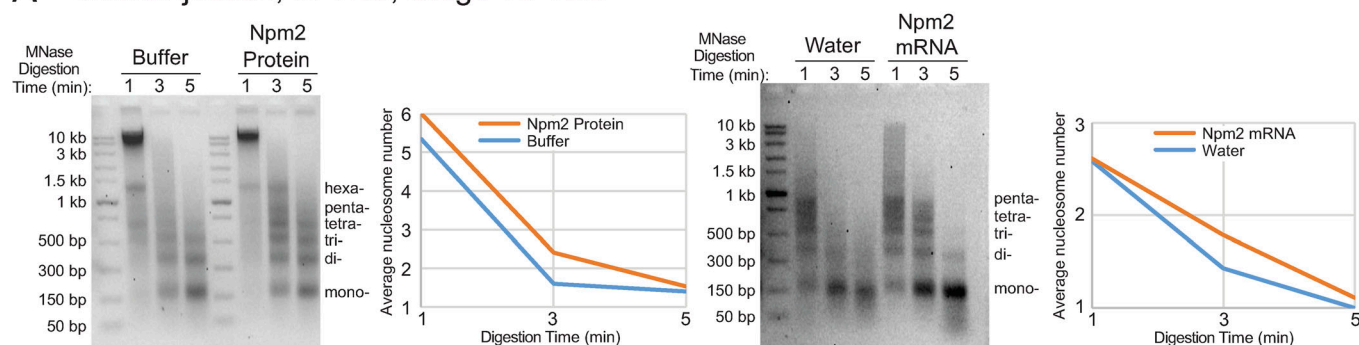 MNase
Digestion
Time (min):
Buffer
Npm2
Protein
1 3 5 1 3 5
10 kb
3 kb
1.5 kb
1 kb
500 bp
300 bp
150 bp
50 bp
hexa-
penta-
tetra-
tri-
di-
mono-
Average nucleosome number
6
5
4
3
2
1
Npm2 Protein
Buffer
1 3 5
Digestion Time (min)
MNase
Digestion
Time (min):
Water
Npm2
mRNA
1 3 5 1 3 5
10 kb
3 kb
1.5 kb
1 kb
500 bp
300 bp
150 bp
50 bp
penta-
tetra-
tri-
di-
mono-
Average nucleosome number
3
2
1
Npm2 mRNA
Water
1 3 5
Digestion Time (min)